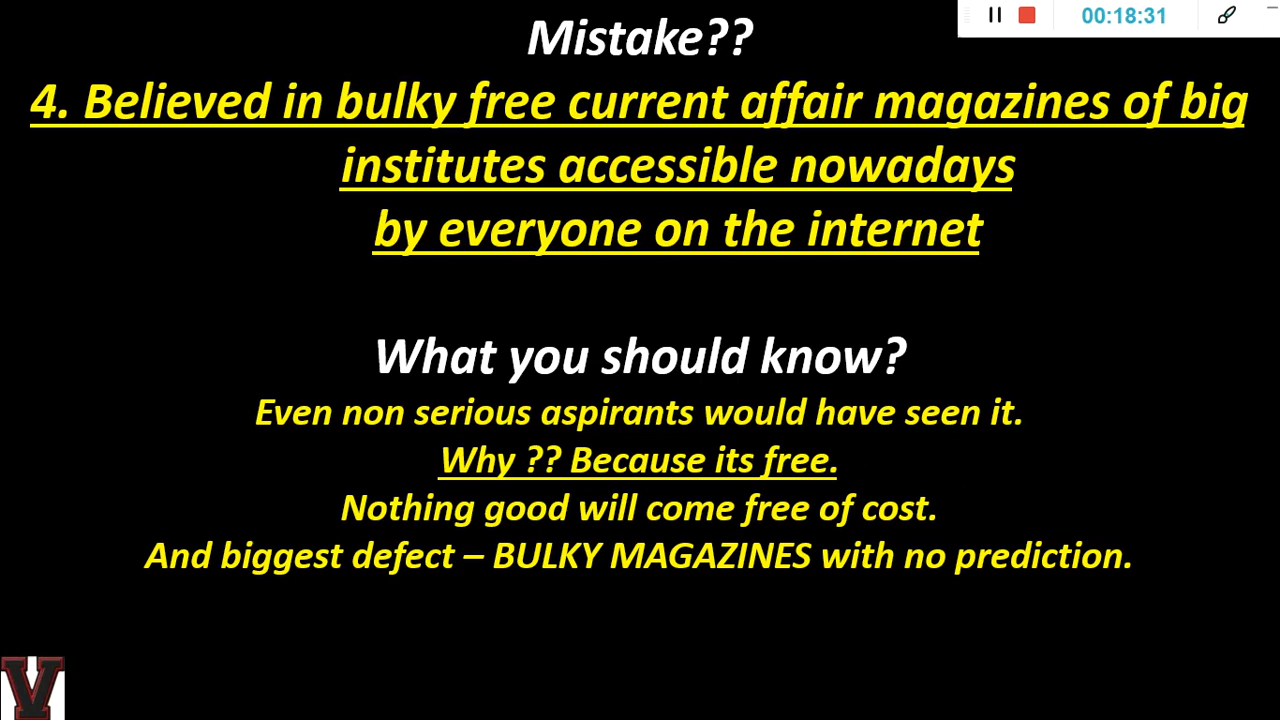 00:18:31
Mistake??
4. Believed in bulky free current affair magazines of big
institutes accessible nowadays
by everyone on the internet
What you should know?
Even non serious aspirants would have seen it.
Why ?? Because its free.
Nothing good will come free of cost.
And biggest defect – BULKY MAGAZINES with no prediction.
V